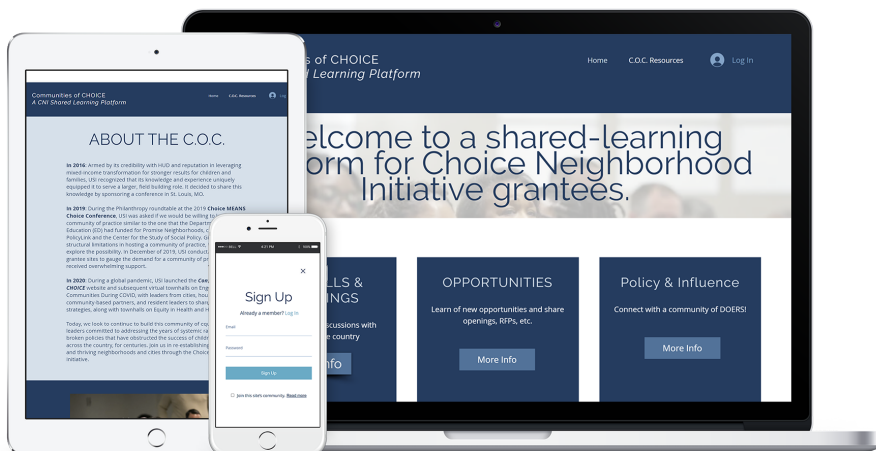 Communities of CHOICE
A CNI Shared Learning Platform
Home
C.O.C. Resources
Log
ABOUT THE C.O.C.
In 2016: Armed by its credibility with HUD and reputation in leveraging
mixed income transformation for stronger results for children and
families, USI recognized that its knowledge and experience uniquely
equipped it to serve a larger, field building role. It decided to share this
knowledge by sponsoring a conference in St. Louis, MO.
In 2019: During the Philanthropy roundtable at the 2019 Choice MEANS
Choice Conference, USI was asked if we would be willing to
community of practice similar to the one that the Depart
Education (ED) had funded for Promise Neighborhoods, c
PolicyLink and the Center for the Study of Social Policy. G
structural limitations in hosting a community of practice,
explore the possibility. In December of 2019, USI conduct
grantee sites to gauge the demand for a community of pr
received overwhelming support.
In 2020: During a global pandemic, USI launched the
CHOICE website and subsequent virtual townhalls on Eng
Communities During COVID, with leaders from cities, hou
community-based partners, and resident leaders to shar
strategies, along with townhalls on Equity in Health and H
Today, we look to continue to build this community of
leaders committed to addressing the years of systemic ra
broken policies that have obstructed the success of child
across the country, for centuries. Join us in re-establishing
and thriving neighborhoods and cities through the Choice
Initiative.
BELL
4:21 PM
100%
Sign Up
Already a member? Log In
Email
Password
Sign Up
Join this site's community. Read more
s of CHOICE
d Learning Platform
Home
C.O.C. Resources
Log In
elcome to a shared-learning
orm for Choice Neighborhood
Initiative grantees.
LLS &
NGS
scussions with
e country
nfo
OPPORTUNITIES
Learn of new opportunities and share
openings, RFPs, etc.
More Info
Policy & Influence
Connect with a community of DOERS!
More Info